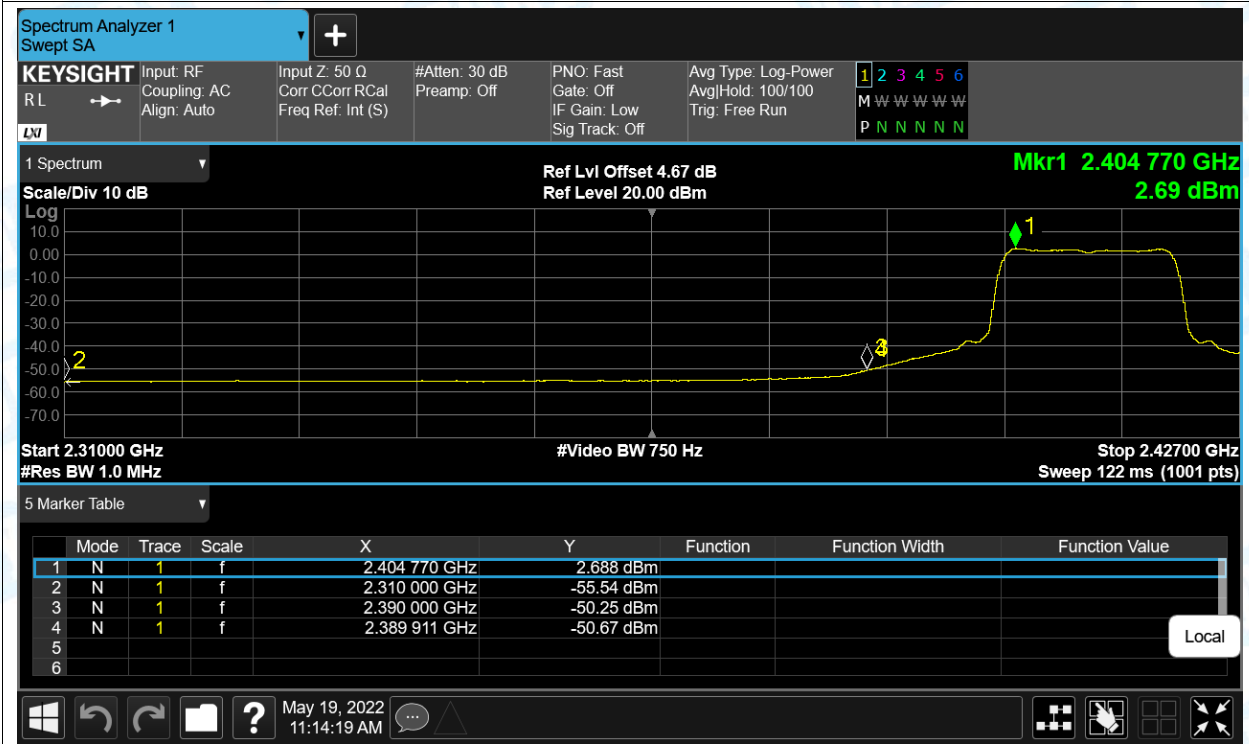 Spectrum Analyzer 1
Swept SA
KEYSIGHT Input: RF Input Z: 50 Ω #Atten: 30 dB PNO: Fast Avg Type: Log-Power 1 2 3 4 5 6
R L Coupling: AC Corr CCorr RCal Preamp: Off Gate: Off Avg|Hold: 100/100 M W W W W W
Align: Auto Freq Ref: Int (S) IF Gain: Low Trig: Free Run
LXI Sig Track: Off P N N N N N
1 Spectrum Ref Lvl Offset 4.67 dB Mkr1 2.404 770 GHz
Scale/Div 10 dB Ref Level 20.00 dBm 2.69 dBm
Log
10.0 1
0.00
-10.0
-20.0
-30.0
-40.0
2
-50.0
-60.0
-70.0
Start 2.31000 GHz #Video BW 750 Hz Stop 2.42700 GHz
#Res BW 1.0 MHz Sweep 122 ms (1001 pts)
5 Marker Table
Mode Trace Scale X Y Function Function Width Function Value
1 N 1 f 2.404 770 GHz 2.688 dBm
2 N 1 f 2.310 000 GHz -55.54 dBm
3 N 1 f 2.390 000 GHz -50.25 dBm
4 N 1 f 2.389 911 GHz -50.67 dBm
5
6
Local
May 19, 2022
11:14:19 AM